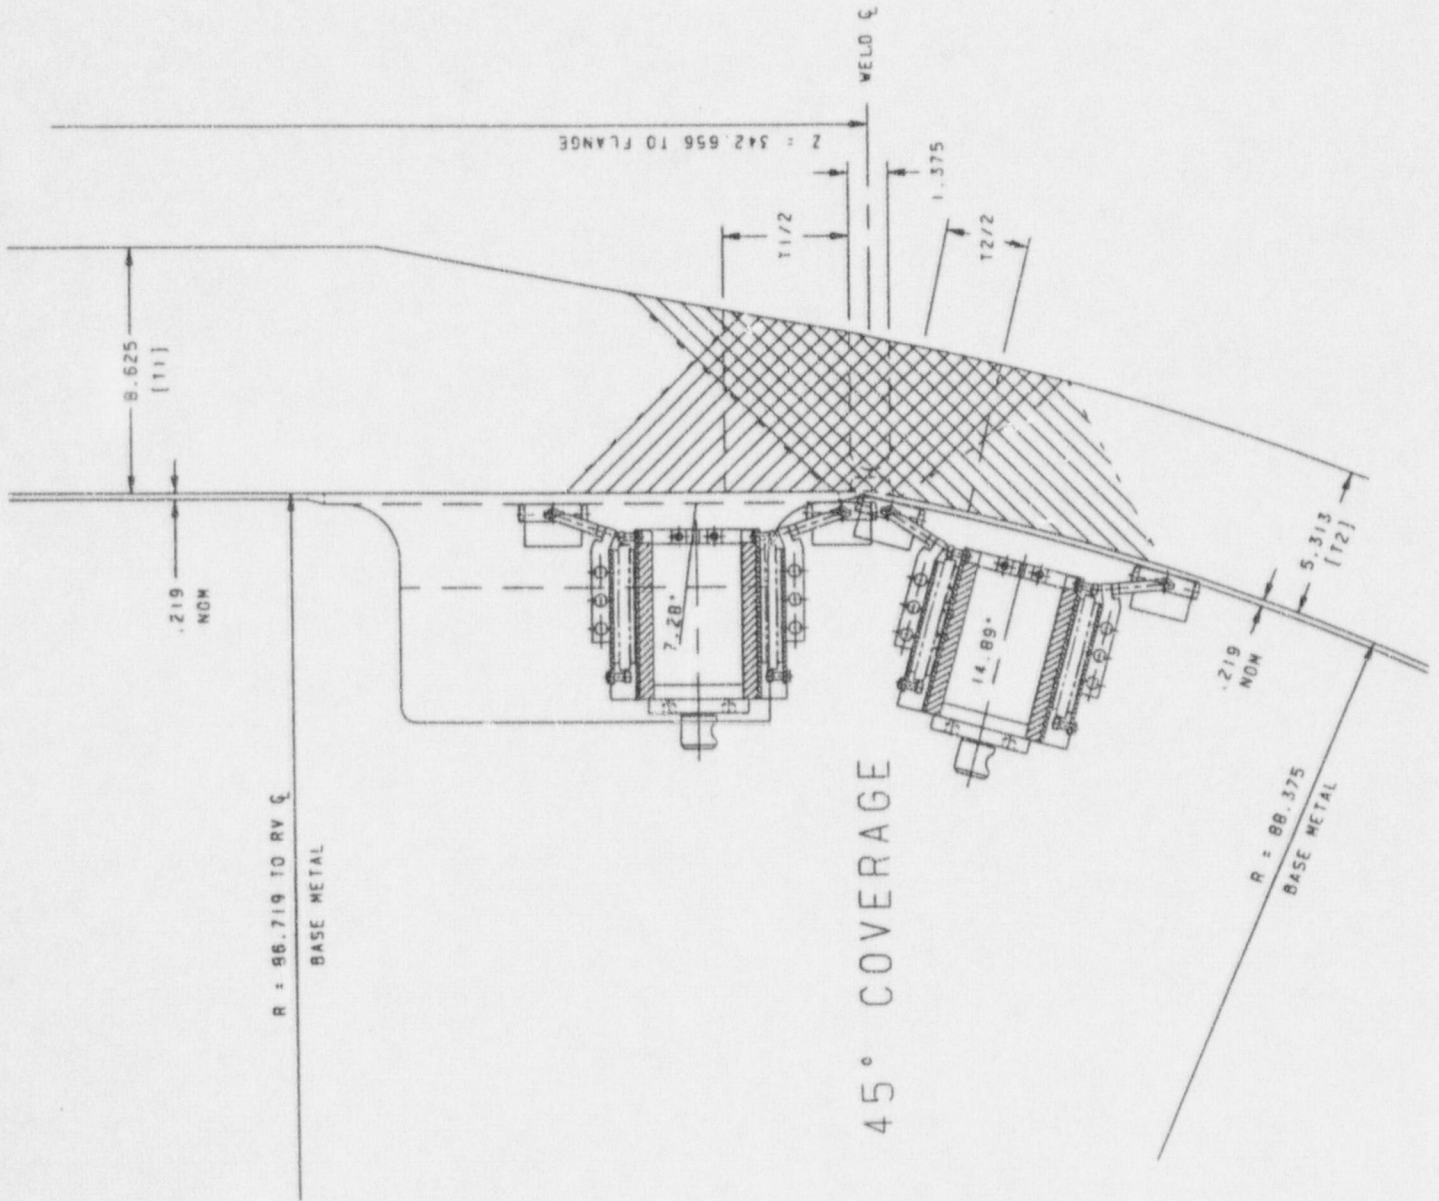 WELD ℄
Z = 342.656 TO FLANGE
1.375
T1/2
T2/2
8.625
[T1]
.219
NOM
7.28°
14.89°
5.313
[T2]
.219
NOM
R = 86.719 TO RV ℄
BASE METAL
R = 88.375
BASE METAL
45° COVERAGE